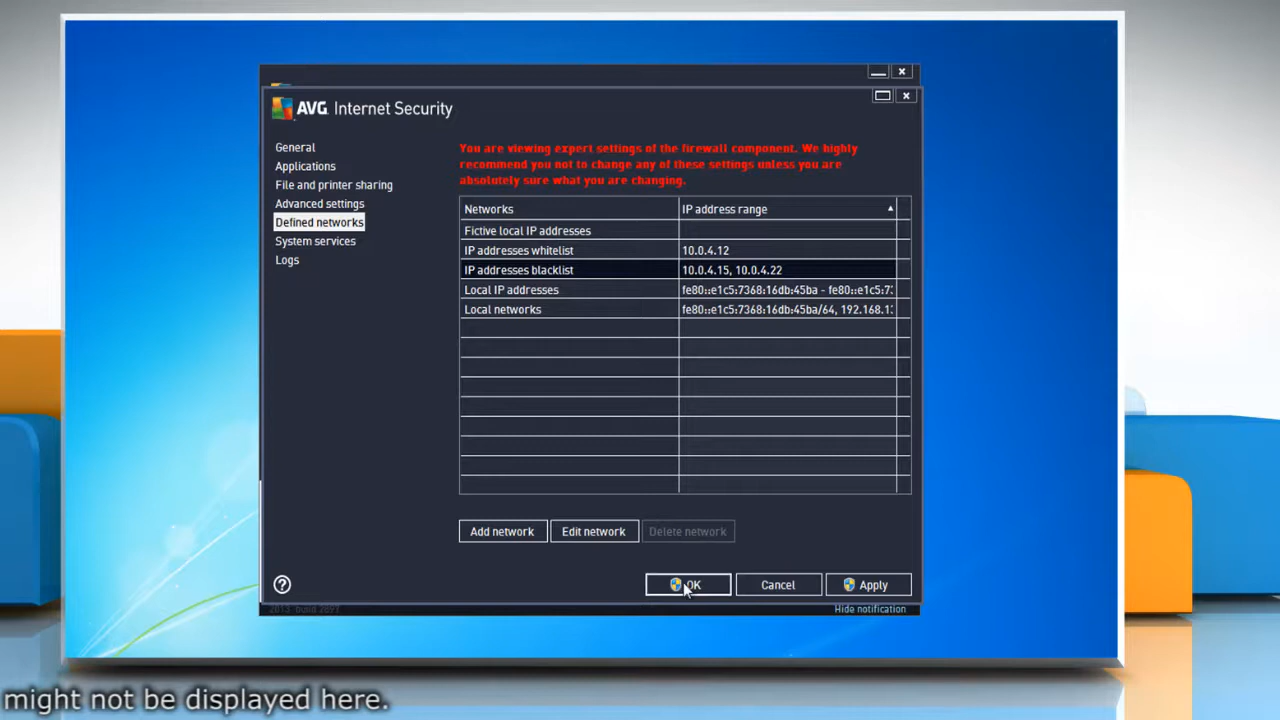 AVG. Internet Security
General
Applications
File and printer sharing
Advanced settings
Defined networks
System services
Logs
You are viewing expert settings of the firewall component. We highly
recommend you not to change any of these settings unless you are
absolutely sure what you are changing.
Networks IP address range
Fictive local IP addresses
IP addresses whitelist 10.0.4.12
IP addresses blacklist 10.0.4.15, 10.0.4.22
Local IP addresses fe80::e1c5:7368:16db:45ba - fe80::e1c5:7
Local networks fe80::e1c5:7368:16db:45ba/64, 192.168.1
Add network Edit network Delete network
OK Cancel Apply
2013 build 2897 Hide notification
might not be displayed here.